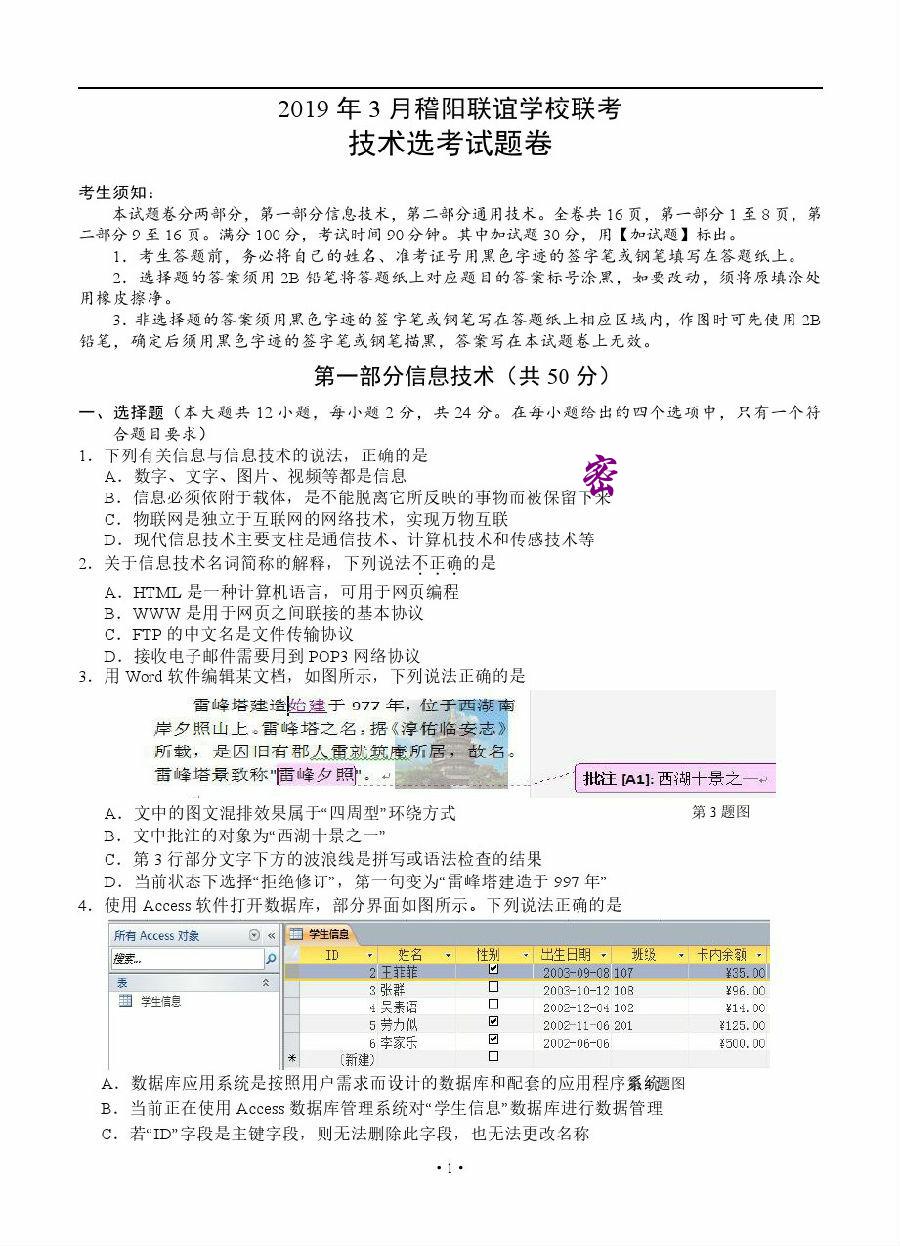 2019 年 3 月稽阳联谊学校联考
技术选考试题卷
考生须知：
本试题卷分两部分，第一部分信息技术，第二部分通用技术。全卷共 16 页，第一部分 1 至 8 页，第
二部分 9 至 16 页。满分 100 分，考试时间 90 分钟。其中加试题 30 分，用【加试题】标出。
1．考生答题前，务必将自己的姓名、准考证号用黑色字迹的签字笔或钢笔填写在答题纸上。
2．选择题的答案须用 2B 铅笔将答题纸上对应题目的答案标号涂黑，如要改动，须将原填涂处
用橡皮擦净。
3．非选择题的答案须用黑色字迹的签字笔或钢笔写在答题纸上相应区域内，作图时可先使用 2B
铅笔，确定后须用黑色字迹的签字笔或钢笔描黑，答案写在本试题卷上无效。
第一部分信息技术（共 50 分）
一、选择题（本大题共 12 小题，每小题 2 分，共 24 分。在每小题给出的四个选项中，只有一个符
合题目要求）
1．下列有关信息与信息技术的说法，正确的是
A．数字、文字、图片、视频等都是信息
密
B．信息必须依附于载体，是不能脱离它所反映的事物而被保留下来
C．物联网是独立于互联网的网络技术，实现万物互联
D．现代信息技术主要支柱是通信技术、计算机技术和传感技术等
2．关于信息技术名词简称的解释，下列说法不正确的是
A．HTML 是一种计算机语言，可用于网页编程
B．WWW 是用于网页之间联接的基本协议
C．FTP 的中文名是文件传输协议
D．接收电子邮件需要用到 POP3 网络协议
3．用 Word 软件编辑某文档，如图所示，下列说法正确的是
雷峰塔建造始建于 977 年，位于西湖南
岸夕照山上。雷峰塔之名，据《淳佑临安志》
所载，是因旧有郡人雷就筑庵所居，故名。
雷峰塔景致称"雷峰夕照"。
批注 [A1]: 西湖十景之一
A．文中的图文混排效果属于“四周型”环绕方式
第 3 题图
B．文中批注的对象为“西湖十景之一”
C．第 3 行部分文字下方的波浪线是拼写或语法检查的结果
D．当前状态下选择“拒绝修订”，第一句变为“雷峰塔建造于 997 年”
4．使用 Access 软件打开数据库，部分界面如图所示。下列说法正确的是
所有 Access 对象 «
搜索...
表
学生信息
学生信息
ID 姓名 性别 出生日期 班级 卡内余额
2 王菲菲 2003-09-08 107 ¥35.00
3 张群 2003-10-12 108 ¥96.00
4 吴素语 2002-12-04 102 ¥14.00
5 劳力似 2002-11-06 201 ¥125.00
6 李家乐 2002-06-06 ¥500.00
* (新建)
A．数据库应用系统是按照用户需求而设计的数据库和配套的应用程序系统
题图
B．当前正在使用 Access 数据库管理系统对“学生信息”数据库进行数据管理
C．若“ID”字段是主键字段，则无法删除此字段，也无法更改名称
• 1 •